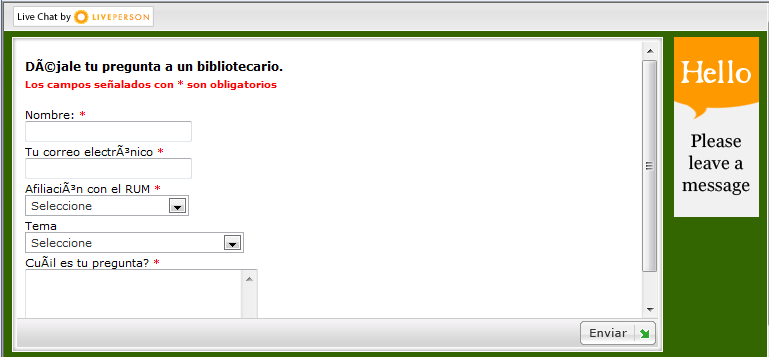 Live Chat by LIVEPERSON
DÃ©jale tu pregunta a un bibliotecario.
Los campos señalados con * son obligatorios
Nombre: *
Tu correo electrÃ³nico *
AfiliaciÃ³n con el RUM *
Seleccione
Tema
Seleccione
CuÃ¡l es tu pregunta? *
Enviar
Hello
Please
leave a
message